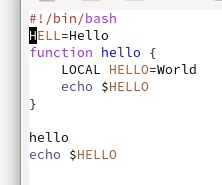 #!/bin/bash
HELL=Hello
function hello {
    LOCAL HELLO=World
    echo $HELLO
}
hello
echo $HELLO